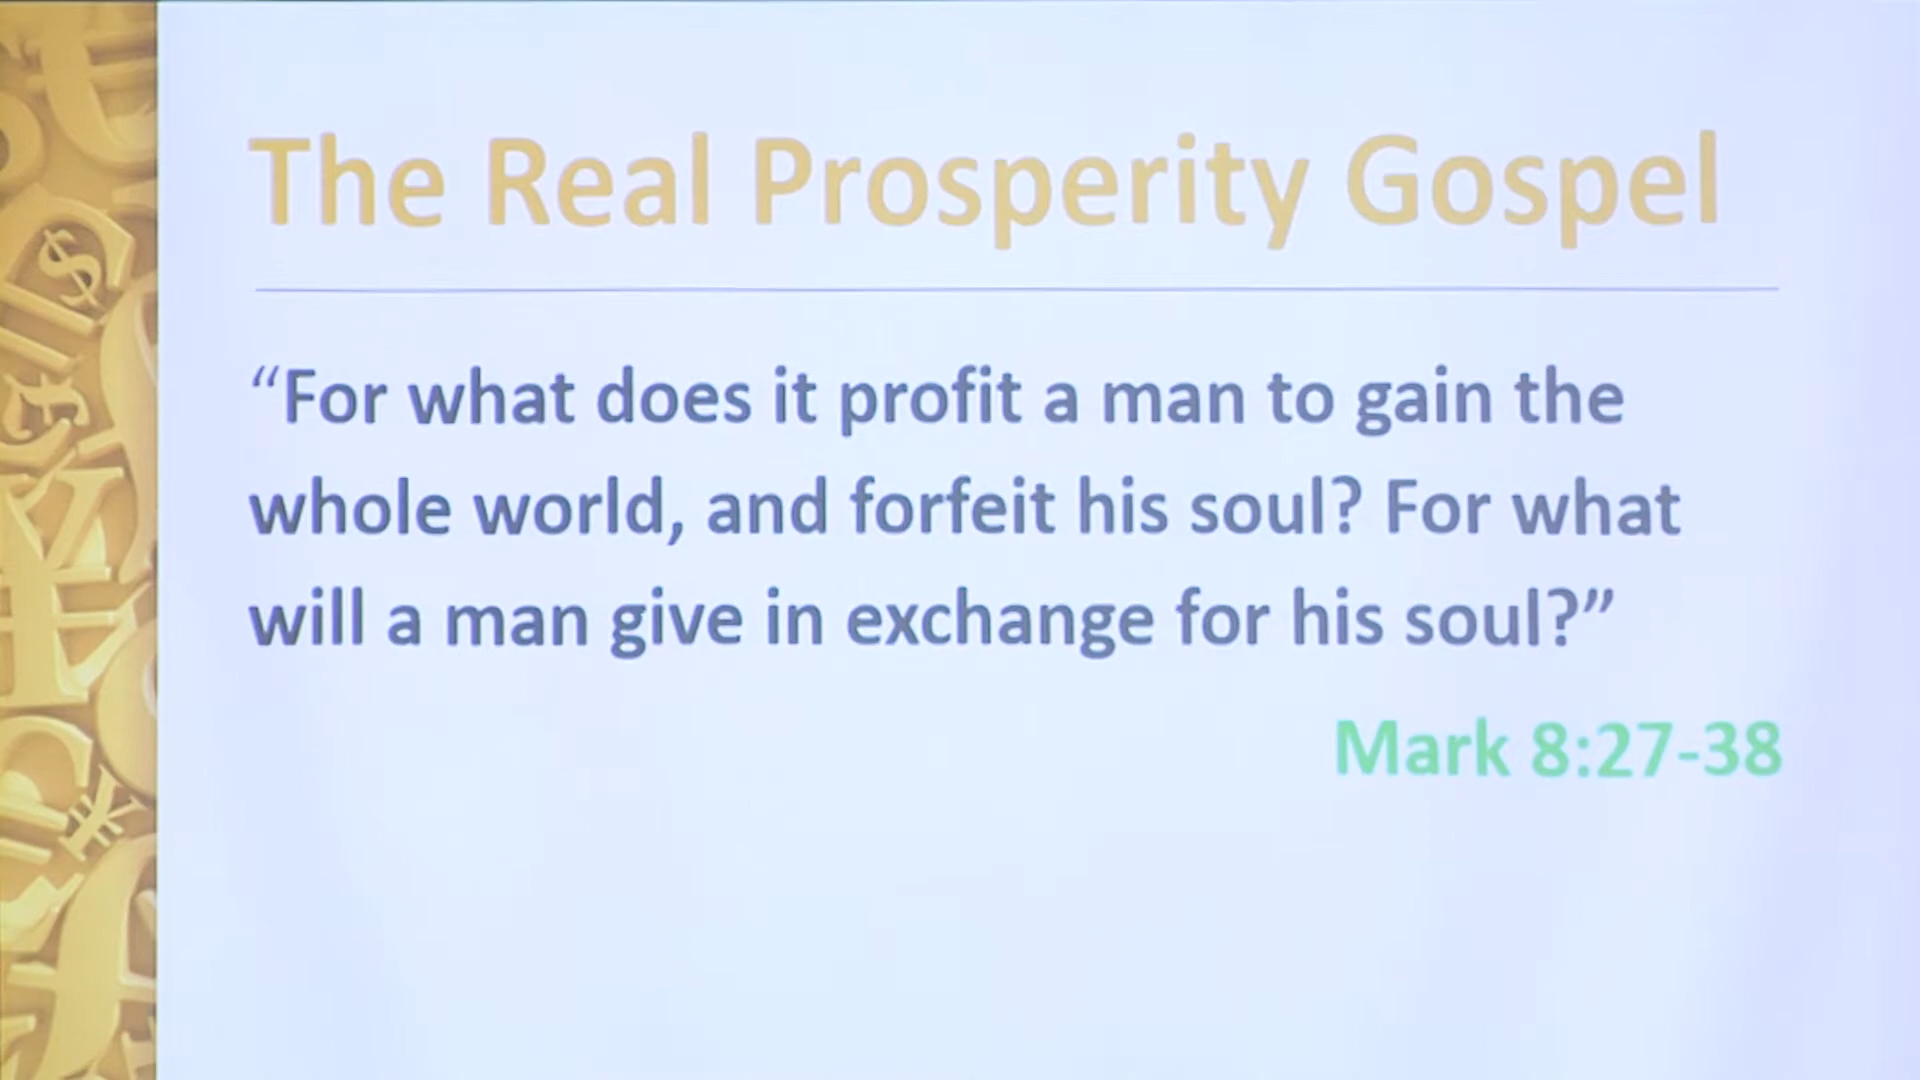 The Real Prosperity Gospel
“For what does it profit a man to gain the
whole world, and forfeit his soul? For what
will a man give in exchange for his soul?”
Mark 8:27-38